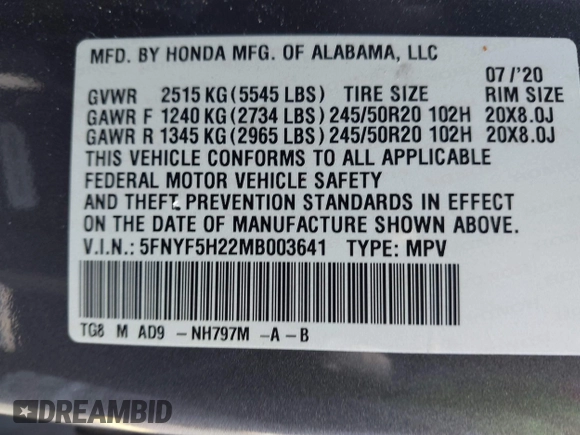 MFD. BY HONDA MFG. OF ALABAMA, LLC
07/'20
GVWR 2515 KG (5545 LBS) TIRE SIZE RIM SIZE
GAWR F 1240 KG (2734 LBS) 245/50R20 102H 20X8.0J
GAWR R 1345 KG (2965 LBS) 245/50R20 102H 20X8.0J
THIS VEHICLE CONFORMS TO ALL APPLICABLE
FEDERAL MOTOR VEHICLE SAFETY
AND THEFT PREVENTION STANDARDS IN EFFECT
ON THE DATE OF MANUFACTURE SHOWN ABOVE.
V.I.N.: 5FNYF5H22MB003641 TYPE: MPV
TG8 M AD9 -NH797M -A-B
DREAMBID